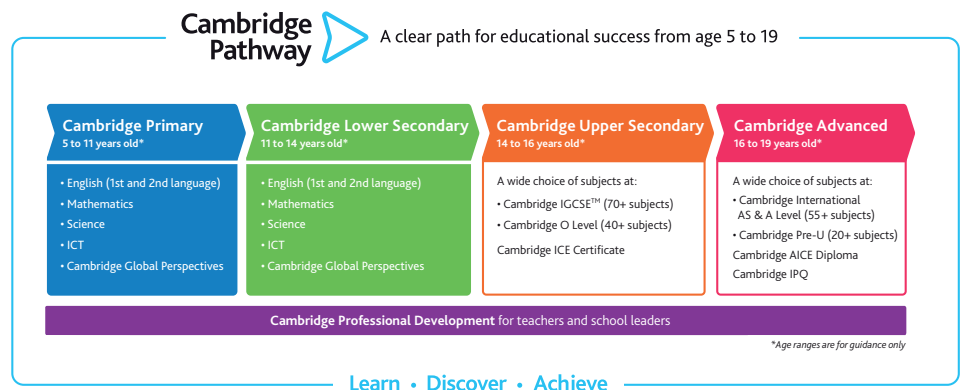 Cambridge
Pathway
A clear path for educational success from age 5 to 19
Cambridge Primary
5 to 11 years old*
• English (1st and 2nd language)
• Mathematics
• Science
• ICT
• Cambridge Global Perspectives
Cambridge Lower Secondary
11 to 14 years old*
• English (1st and 2nd language)
• Mathematics
• Science
• ICT
• Cambridge Global Perspectives
Cambridge Upper Secondary
14 to 16 years old*
A wide choice of subjects at:
• Cambridge IGCSE™ (70+ subjects)
• Cambridge O Level (40+ subjects)
Cambridge ICE Certificate
Cambridge Advanced
16 to 19 years old*
A wide choice of subjects at:
• Cambridge International
AS & A Level (55+ subjects)
• Cambridge Pre-U (20+ subjects)
Cambridge AICE Diploma
Cambridge IPQ
Cambridge Professional Development for teachers and school leaders
*Age ranges are for guidance only
Learn • Discover • Achieve